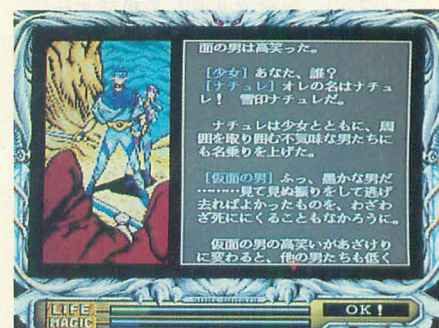 面の男は高笑った。
［少女］あなた、誰？
［ナチュレ］オレの名はナチュ
レ！　雪印ナチュレだ。
　ナチュレは少女とともに、周
囲を取り囲む不気味な男たちに
も名乗りを上げた。
［仮面の男］ふっ、愚かな男だ
………見て見ぬ振りをして逃げ
去ればよかったものを、わざわ
ざ死ににくることもなかろうに。
　仮面の男の高笑いがあざけり
に変わると、他の男たちも低く
LIFE
MAGIC
OK！